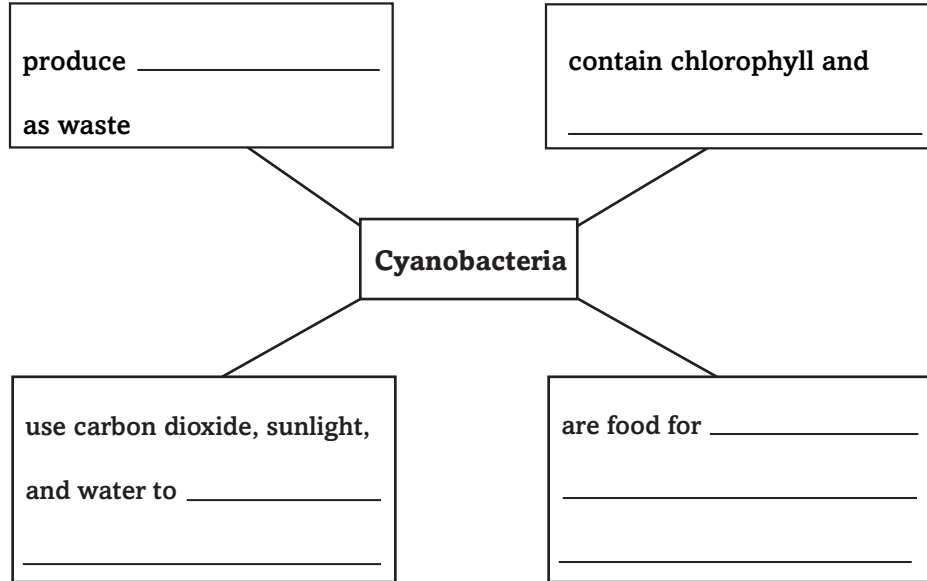 produce
as waste
contain chlorophyll and
Cyanobacteria
use carbon dioxide, sunlight,
and water to
are food for